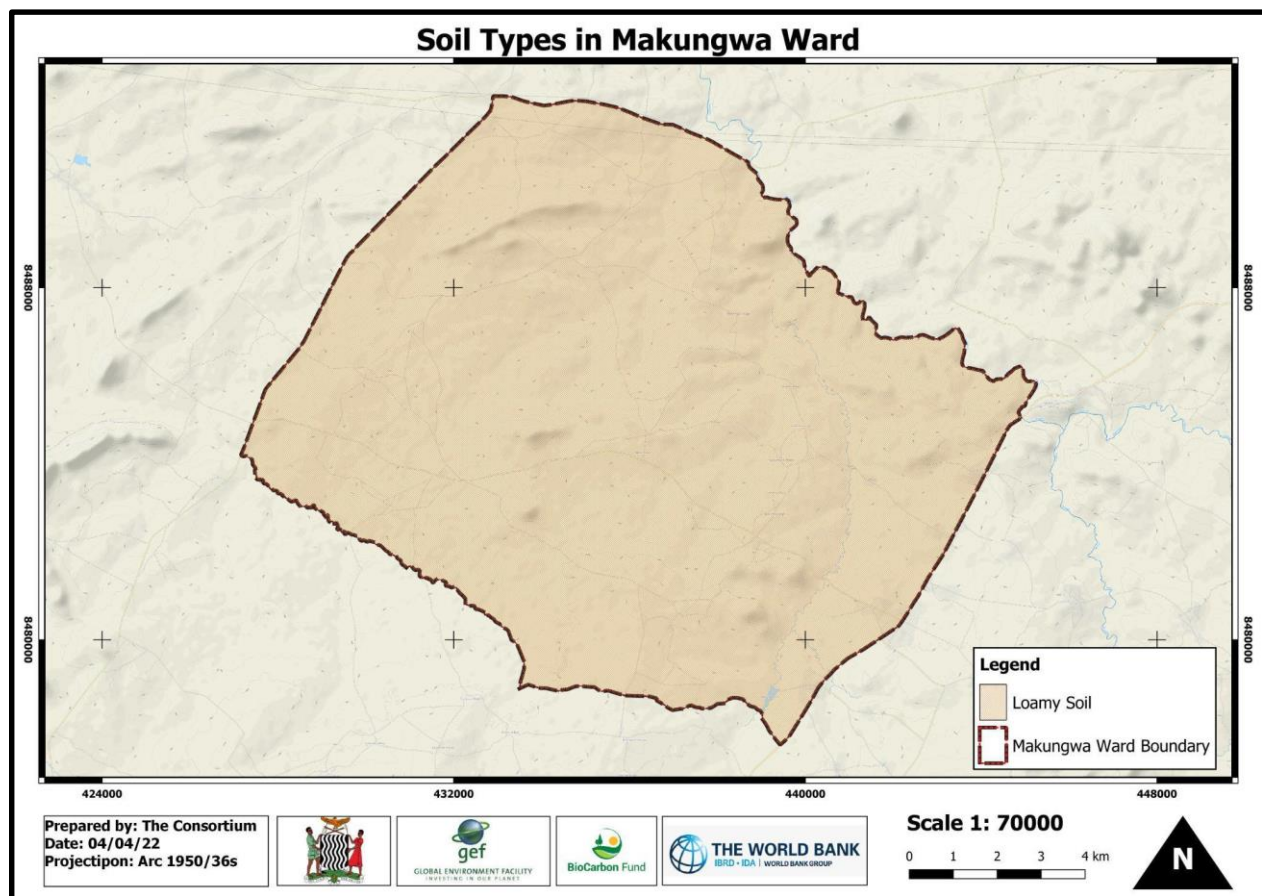 Soil Types in Makungwa Ward
8488000
8488000
8480000
8480000
Legend
Loamy Soil
Makungwa Ward Boundary
424000
432000
440000
448000
Prepared by: The Consortium
Date: 04/04/22
Projectipon: Arc 1950/36s
gef
GLOBAL ENVIRONMENT FACILITY
INVESTING IN OUR PLANET
BioCarbon Fund
THE WORLD BANK
IBRD • IDA | WORLD BANK GROUP
Scale 1: 70000
0 1 2 3 4 km
N